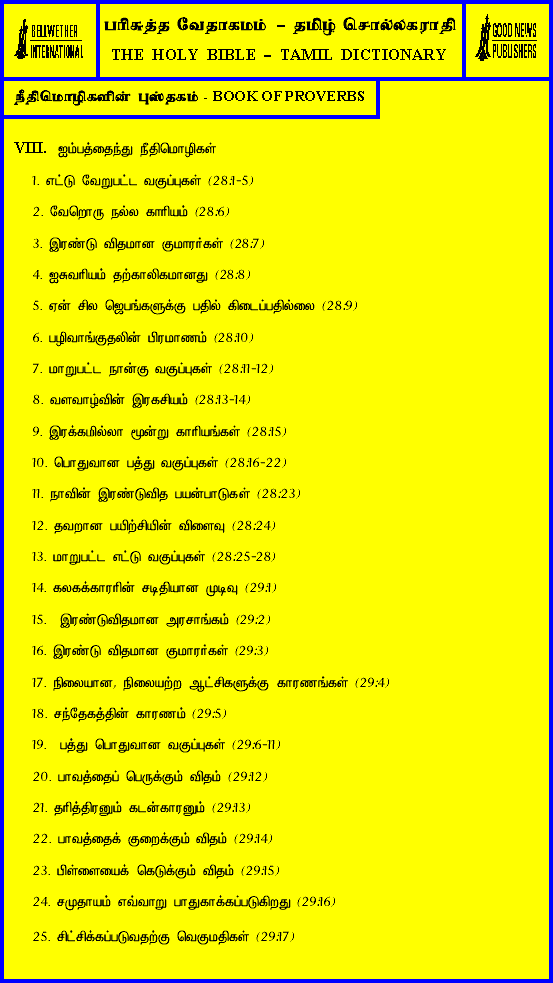 BELLWETHER
INTERNATIONAL
பரிசுத்த வேதாகமம் – தமிழ் சொல்லகராதி
THE HOLY BIBLE – TAMIL DICTIONARY
GOOD NEWS
PUBLISHERS
நீதிமொழிகளின் புஸ்தகம் - BOOK OF PROVERBS
VIII. ஐம்பத்தைந்து நீதிமொழிகள்
1. எட்டு வேறுபட்ட வகுப்புகள் (28:1-5)
2. வேறொரு நல்ல காரியம் (28:6)
3. இரண்டு விதமான குமாரர்கள் (28:7)
4. ஐசுவரியம் தற்காலிகமானது (28:8)
5. ஏன் சில ஜெபங்களுக்கு பதில் கிடைப்பதில்லை (28:9)
6. பழிவாங்குதலின் பிரமாணம் (28:10)
7. மாறுபட்ட நான்கு வகுப்புகள் (28:11-12)
8. வளவாழ்வின் இரகசியம் (28:13-14)
9. இரக்கமில்லா மூன்று காரியங்கள் (28:15)
10. பொதுவான பத்து வகுப்புகள் (28:16-22)
11. நாவின் இரண்டுவித பயன்பாடுகள் (28:23)
12. தவறான பயிற்சியின் விளைவு (28:24)
13. மாறுபட்ட எட்டு வகுப்புகள் (28:25-28)
14. கலகக்காரரின் சடிதியான முடிவு (29:1)
15. இரண்டுவிதமான அரசாங்கம் (29:2)
16. இரண்டு விதமான குமாரர்கள் (29:3)
17. நிலையான, நிலையற்ற ஆட்சிகளுக்கு காரணங்கள் (29:4)
18. சந்தேகத்தின் காரணம் (29:5)
19. பத்து பொதுவான வகுப்புகள் (29:6-11)
20. பாவத்தைப் பெருக்கும் விதம் (29:12)
21. தரித்திரனும் கடன்காரனும் (29:13)
22. பாவத்தைக் குறைக்கும் விதம் (29:14)
23. பிள்ளையைக் கெடுக்கும் விதம் (29:15)
24. சமுதாயம் எவ்வாறு பாதுகாக்கப்படுகிறது (29:16)
25. சிட்சிக்கப்படுவதற்கு வெகுமதிகள் (29:17)